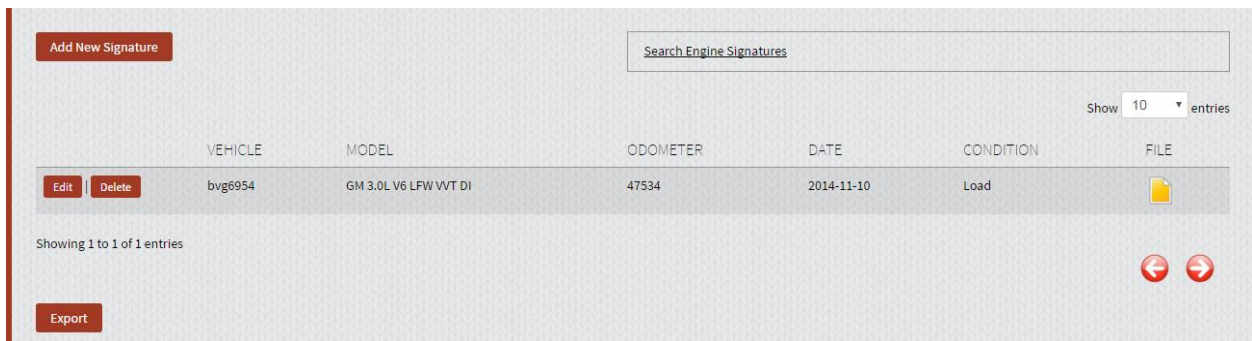 Add New Signature
Search Engine Signatures
Show 10 entries
VEHICLE MODEL ODOMETER DATE CONDITION FILE
Edit | Delete bvg6954 GM 3.0L V6 LFW VVT DI 47534 2014-11-10 Load
Showing 1 to 1 of 1 entries
Export